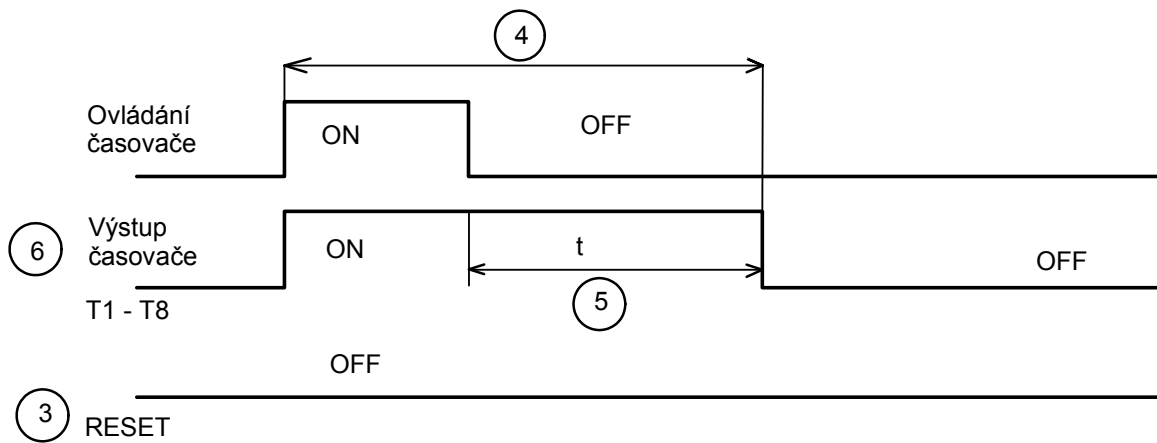 4
Ovládání
časovače
ON
OFF
6
Výstup
časovače
ON
t
OFF
5
T1 - T8
OFF
3
RESET